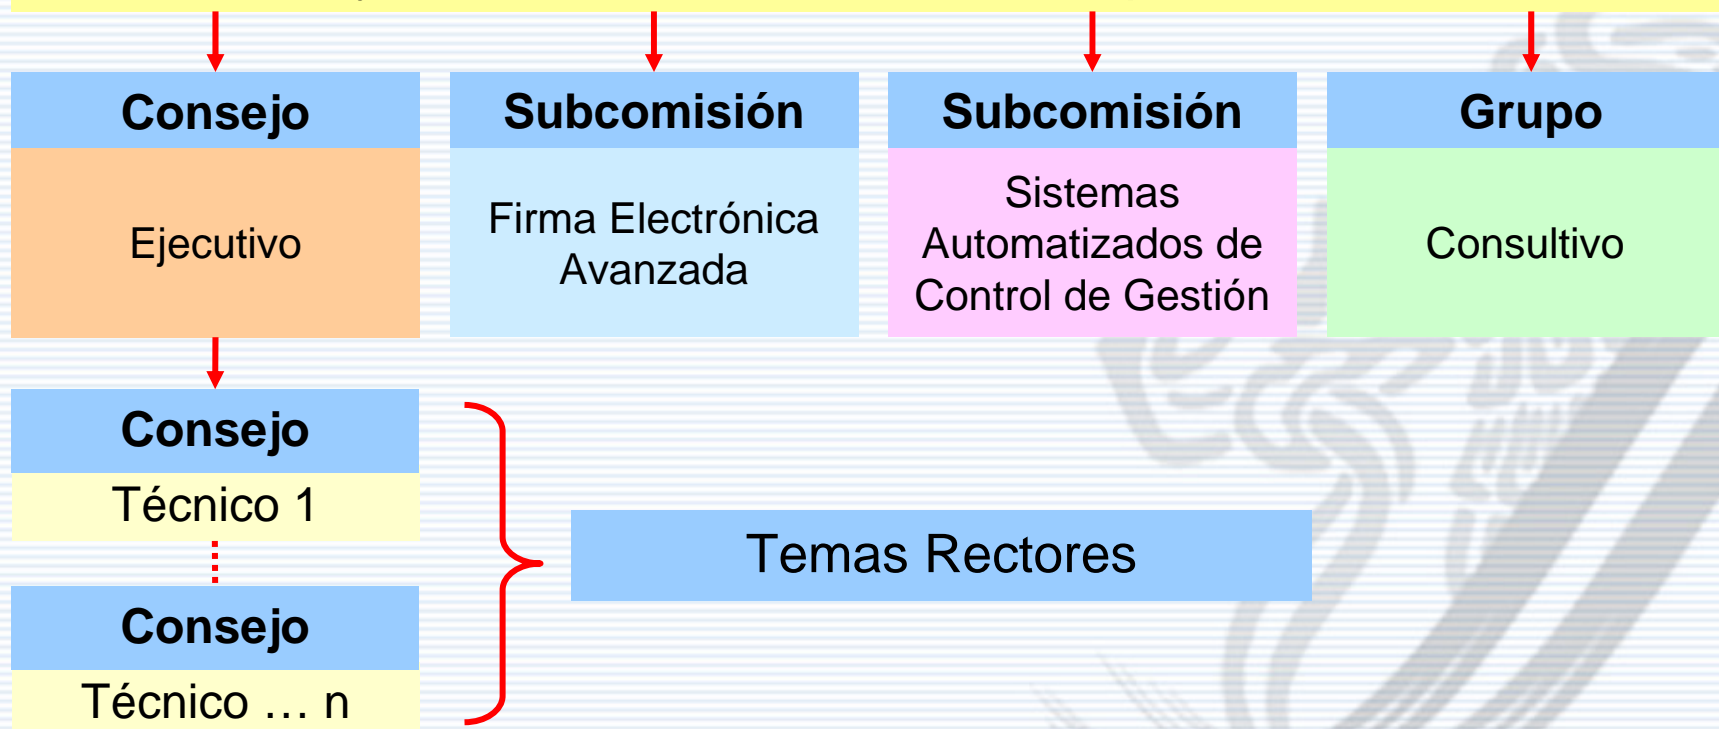 Consejo
Subcomisión
Subcomisión
Grupo
Ejecutivo
Firma Electrónica
Avanzada
Sistemas
Automatizados de
Control de Gestión
Consultivo
Consejo
Técnico 1
Temas Rectores
Consejo
Técnico … n